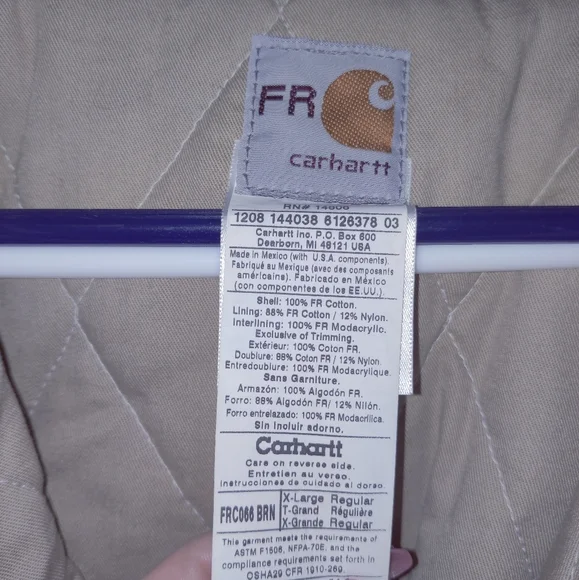 FR
carhartt
RN# 14806
1208 144038 6126378 03
Carhartt Inc. P.O. Box 600
Dearborn, MI 48121 USA
Made in Mexico (with U.S.A. components).
Fabriqué au Mexique (avec des composants
américains). Fabricado en México
(con componentes de los EE.UU.).
Shell: 100% FR Cotton.
Lining: 88% FR Cotton / 12% Nylon.
Interlining: 100% FR Modacrylic.
Exclusive of Trimming.
Extérieur: 100% Coton FR.
Doublure: 88% Coton FR / 12% Nylon.
Entredoublure: 100% FR Modacrylique.
Sans Garniture.
Armazón: 100% Algodón FR.
Forro: 88% Algodón FR/ 12% Nilón.
Forro entrelazado: 100% FR Modacrílica.
Sin incluir adorno.
Carhartt
Care on reverse side.
Entretien au verso.
Instrucciones de cuidado al dorso.
FRC066 BRN
X-Large Regular
T-Grand Régulière
X-Grande Regular
This garment meets the requirements of
ASTM F1506, NFPA-70E, and the
compliance requirements set forth in
OSHA29 CFR 1910-269.